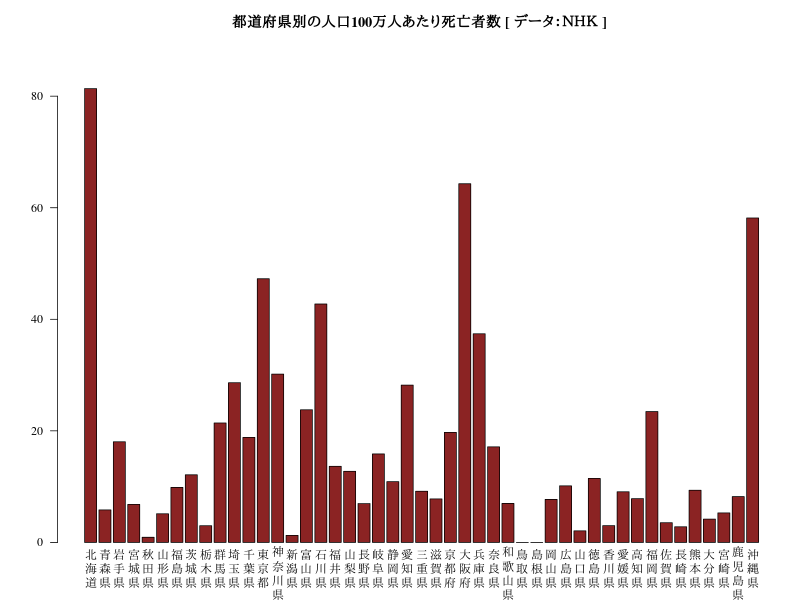 都道府県別の人口100万人あたり死亡者数 [ データ：ＮＨＫ ]
80
60
40
20
0
北海道
青森県
岩手県
宮城県
秋田県
山形県
福島県
茨城県
栃木県
群馬県
埼玉県
千葉県
東京都
神奈川県
新潟県
富山県
石川県
福井県
山梨県
長野県
岐阜県
静岡県
愛知県
三重県
滋賀県
京都府
大阪府
兵庫県
奈良県
和歌山県
鳥取県
島根県
岡山県
広島県
山口県
徳島県
香川県
愛媛県
高知県
福岡県
佐賀県
長崎県
熊本県
大分県
宮崎県
鹿児島県
沖縄県